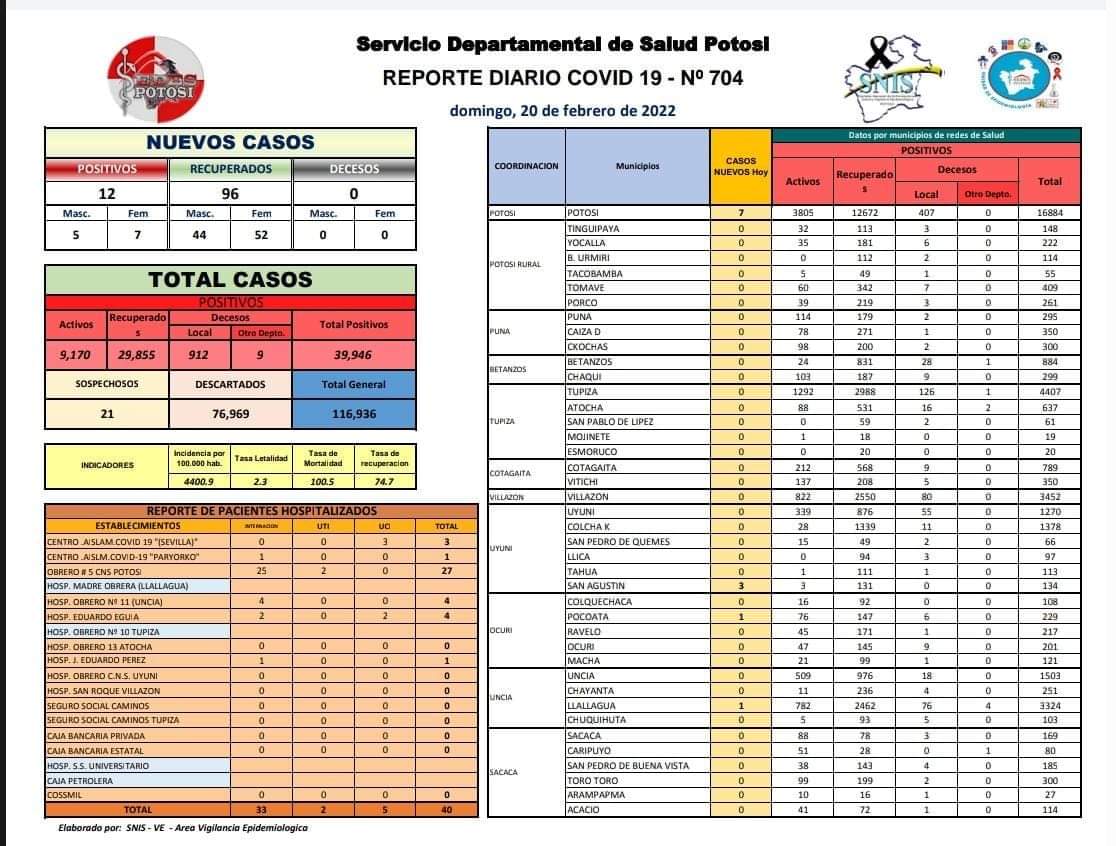 Servicio Departamental de Salud Potosi
REPORTE DIARIO COVID 19 - Nº 704
domingo, 20 de febrero de 2022
POTOSI
SNIS
NUEVOS CASOS
POSITIVOS RECUPERADOS DECESOS
12 96 0
Masc. Fem Masc. Fem Masc. Fem
5 7 44 52 0 0
TOTAL CASOS
POSITIVOS
Activos Recuperado s Decesos Total Positivos
Local Otro Depto.
9,170 29,855 912 9 39,946
SOSPECHOSOS DESCARTADOS Total General
21 76,969 116,936
INDICADORES Incidencia por 100.000 hab. Tasa Letalidad Tasa de Mortalidad Tasa de recuperacion
4400.9 2.3 100.5 74.7
REPORTE DE PACIENTES HOSPITALIZADOS
ESTABLECIMIENTOS INTERNACION UTI UCI TOTAL
CENTRO .AISLAM.COVID 19 "(SEVILLA)" 0 0 3 3
CENTRO .AISLM.COVID-19 "PARYORKO" 1 0 0 1
OBRERO # 5 CNS POTOSI 25 2 0 27
HOSP. MADRE OBRERA (LLALLAGUA)
HOSP. OBRERO Nº 11 (UNCIA) 4 0 0 4
HOSP. EDUARDO EGUIA 2 0 2 4
HOSP. OBRERO Nº 10 TUPIZA
HOSP. OBRERO 13 ATOCHA 0 0 0 0
HOSP. J. EDUARDO PEREZ 1 0 0 1
HOSP. OBRERO C.N.S. UYUNI 0 0 0 0
HOSP. SAN ROQUE VILLAZON 0 0 0 0
SEGURO SOCIAL CAMINOS 0 0 0 0
SEGURO SOCIAL CAMINOS TUPIZA 0 0 0 0
CAJA BANCARIA PRIVADA 0 0 0 0
CAJA BANCARIA ESTATAL 0 0 0 0
HOSP. S.S. UNIVERSITARIO
CAJA PETROLERA
COSSMIL 0 0 0 0
TOTAL 33 2 5 40
Elaborado por: SNIS - VE - Area Vigilancia Epidemiologica
Datos por municipios de redes de Salud
COORDINACION Municipios CASOS NUEVOS Hoy POSITIVOS
Activos Recuperado s Decesos Total
Local Otro Depto.
POTOSI POTOSI 7 3805 12672 407 0 16884
POTOSI RURAL
TINGUIPAYA 0 32 113 3 0 148
YOCALLA 0 35 181 6 0 222
B. URMIRI 0 0 112 2 0 114
TACOBAMBA 0 5 49 1 0 55
TOMAVE 0 60 342 7 0 409
PORCO 0 39 219 3 0 261
PUNA
PUNA 0 114 179 2 0 295
CAIZA D 0 78 271 1 0 350
CKOCHAS 0 98 200 2 0 300
BETANZOS
BETANZOS 0 24 831 28 1 884
CHAQUI 0 103 187 9 0 299
TUPIZA
TUPIZA 0 1292 2988 126 1 4407
ATOCHA 0 88 531 16 2 637
SAN PABLO DE LIPEZ 0 0 59 2 0 61
MOJINETE 0 1 18 0 0 19
ESMORUCO 0 0 20 0 0 20
COTAGAITA
COTAGAITA 0 212 568 9 0 789
VITICHI 0 137 208 5 0 350
VILLAZON VILLAZON 0 822 2550 80 0 3452
UYUNI
UYUNI 0 339 876 55 0 1270
COLCHA K 0 28 1339 11 0 1378
SAN PEDRO DE QUEMES 0 15 49 2 0 66
LLICA 0 0 94 3 0 97
TAHUA 0 1 111 1 0 113
SAN AGUSTIN 3 3 131 0 0 134
OCURI
COLQUECHACA 0 16 92 0 0 108
POCOATA 1 76 147 6 0 229
RAVELO 0 45 171 1 0 217
OCURI 0 47 145 9 0 201
MACHA 0 21 99 1 0 121
UNCIA
UNCIA 0 509 976 18 0 1503
CHAYANTA 0 11 236 4 0 251
LLALLAGUA 1 782 2462 76 4 3324
CHUQUIHUTA 0 5 93 5 0 103
SACACA
SACACA 0 88 78 3 0 169
CARIPUYO 0 51 28 0 1 80
SAN PEDRO DE BUENA VISTA 0 38 143 4 0 185
TORO TORO 0 99 199 2 0 300
ARAMPAPMA 0 10 16 1 0 27
ACACIO 0 41 72 1 0 114